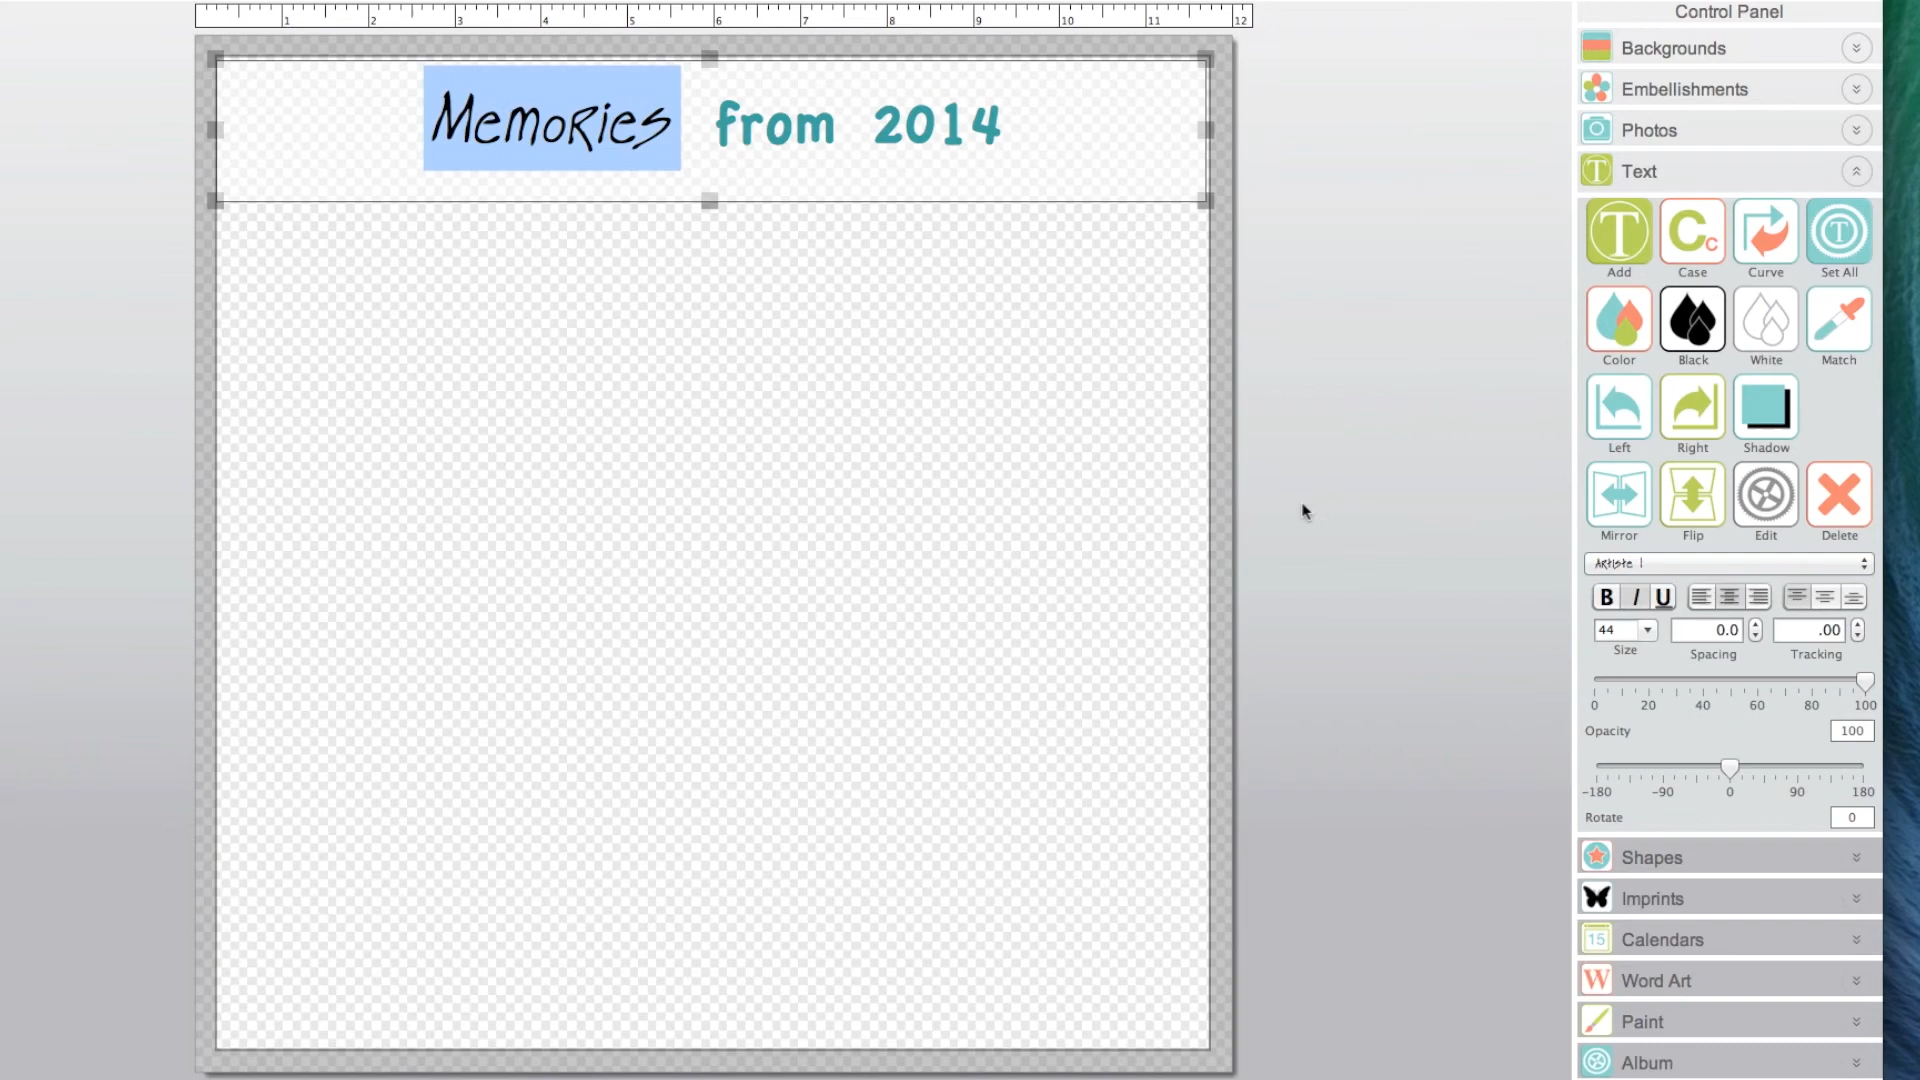 1 2 3 4 5 6 7 8 9 10 11 12
Memories from 2014
Control Panel
Backgrounds
Embellishments
Photos
Text
Add Case Curve Set All
Color Black White Match
Left Right Shadow
Mirror Flip Edit Delete
Artiste
B I U
44 0.0 .00
Size Spacing Tracking
0 20 40 60 80 100
Opacity 100
-180 -90 0 90 180
Rotate 0
Shapes
Imprints
15 Calendars
W Word Art
Paint
Album